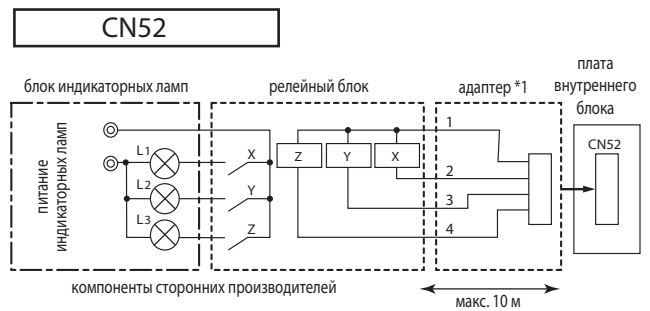 CN52
блок индикаторных ламп
релейный блок
адаптер *1
плата
внутреннего
блока
питание
индикаторных ламп
L1
L2
L3
X
Y
Z
Z
Y
X
1
2
3
4
CN52
компоненты сторонних производителей
макс. 10 м